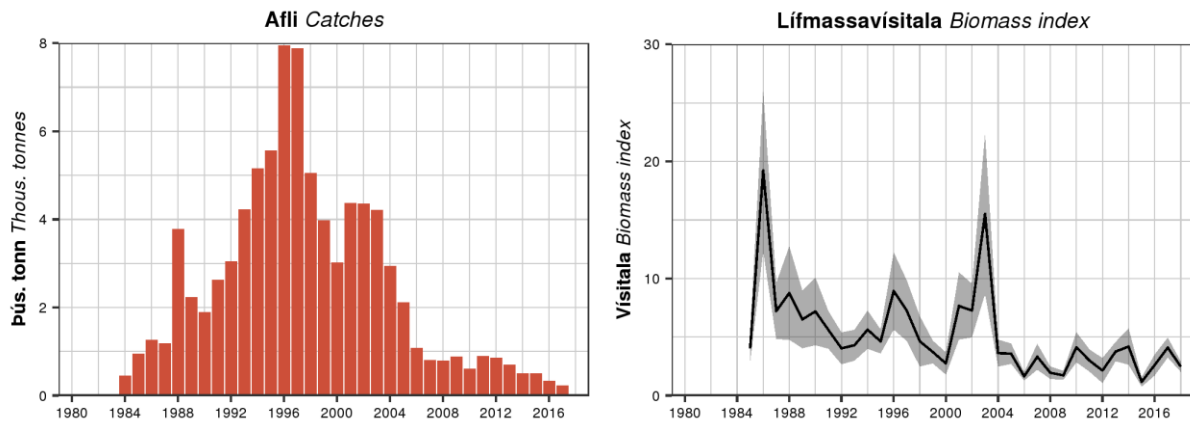 Afli Catches
Þús. tonn Thous. tonnes
8
6
4
2
0
1980 1984 1988 1992 1996 2000 2004 2008 2012 2016
Lífmassavísitala Biomass index
Vísitala Biomass index
30
20
10
0
1980 1984 1988 1992 1996 2000 2004 2008 2012 2016